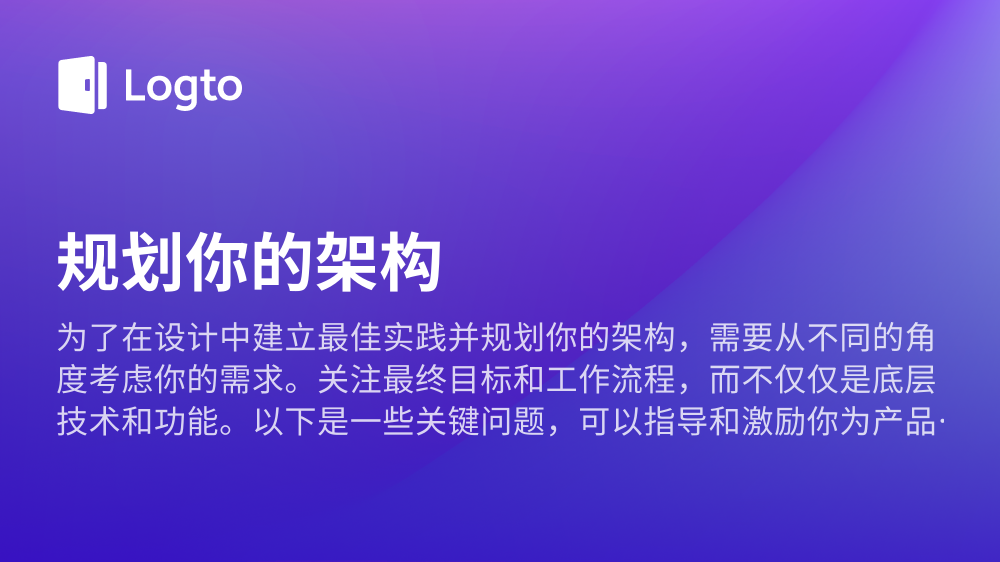 Logto
规划你的架构
为了在设计中建立最佳实践并规划你的架构，需要从不同的角
度考虑你的需求。关注最终目标和工作流程，而不仅仅是底层
技术和功能。以下是一些关键问题，可以指导和激励你为产品·